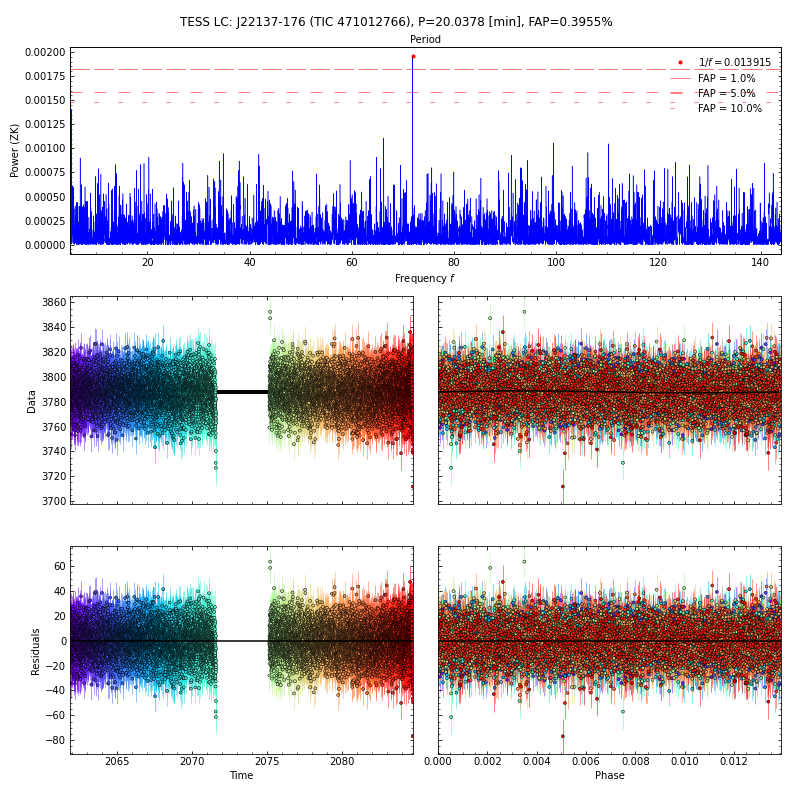 TESS LC: J22137-176 (TIC 471012766), P=20.0378 [min], FAP=0.3955%
Period
0.00200
0.00175
0.00150
0.00125
0.00100
0.00075
0.00050
0.00025
0.00000
Power (ZK)
1/f = 0.013915
FAP = 1.0%
FAP = 5.0%
FAP = 10.0%
20 40 60 80 100 120 140
Frequency f
3860
3840
3820
3800
3780
3760
3740
3720
3700
Data
60
40
20
0
−20
−40
−60
−80
Residuals
2065 2070 2075 2080
Time
0.000 0.002 0.004 0.006 0.008 0.010 0.012
Phase